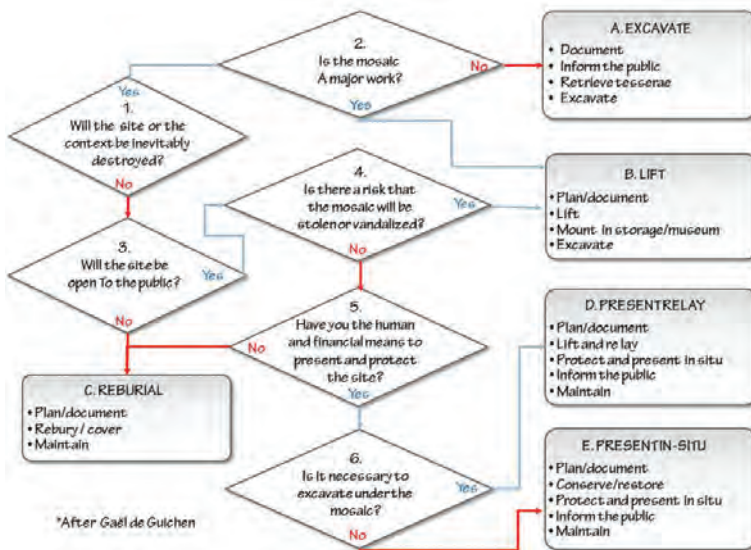 2.
Is the mosaic
A major work?
No
Yes
A. EXCAVATE
• Document
• Inform the public
• Retrieve tesserae
• Excavate
1.
Will the site or the
context be inevitably
destroyed?
Yes
No
4.
Is there a risk that
the mosaic will be
stolen or vandalized?
Yes
No
B. LIFT
• Plan/document
• Lift
• Mount in storage/museum
• Excavate
3.
Will the site be
open To the public?
Yes
No
5.
Have you the human
and financial means to
present and protect
the site?
No
Yes
D. PRESENTRELAY
• Plan/document
• Lift and re lay
• Protect and present in situ
• Inform the public
• Maintain
C. REBURIAL
• Plan/document
• Rebury / cover
• Maintain
6.
Is it necessary to
excavate under the
mosaic?
Yes
No
E. PRESENTIN-SITU
• Plan/document
• Conserve/restore
• Protect and present in situ
• Inform the public
• Maintain
*After Gaël de Guichen